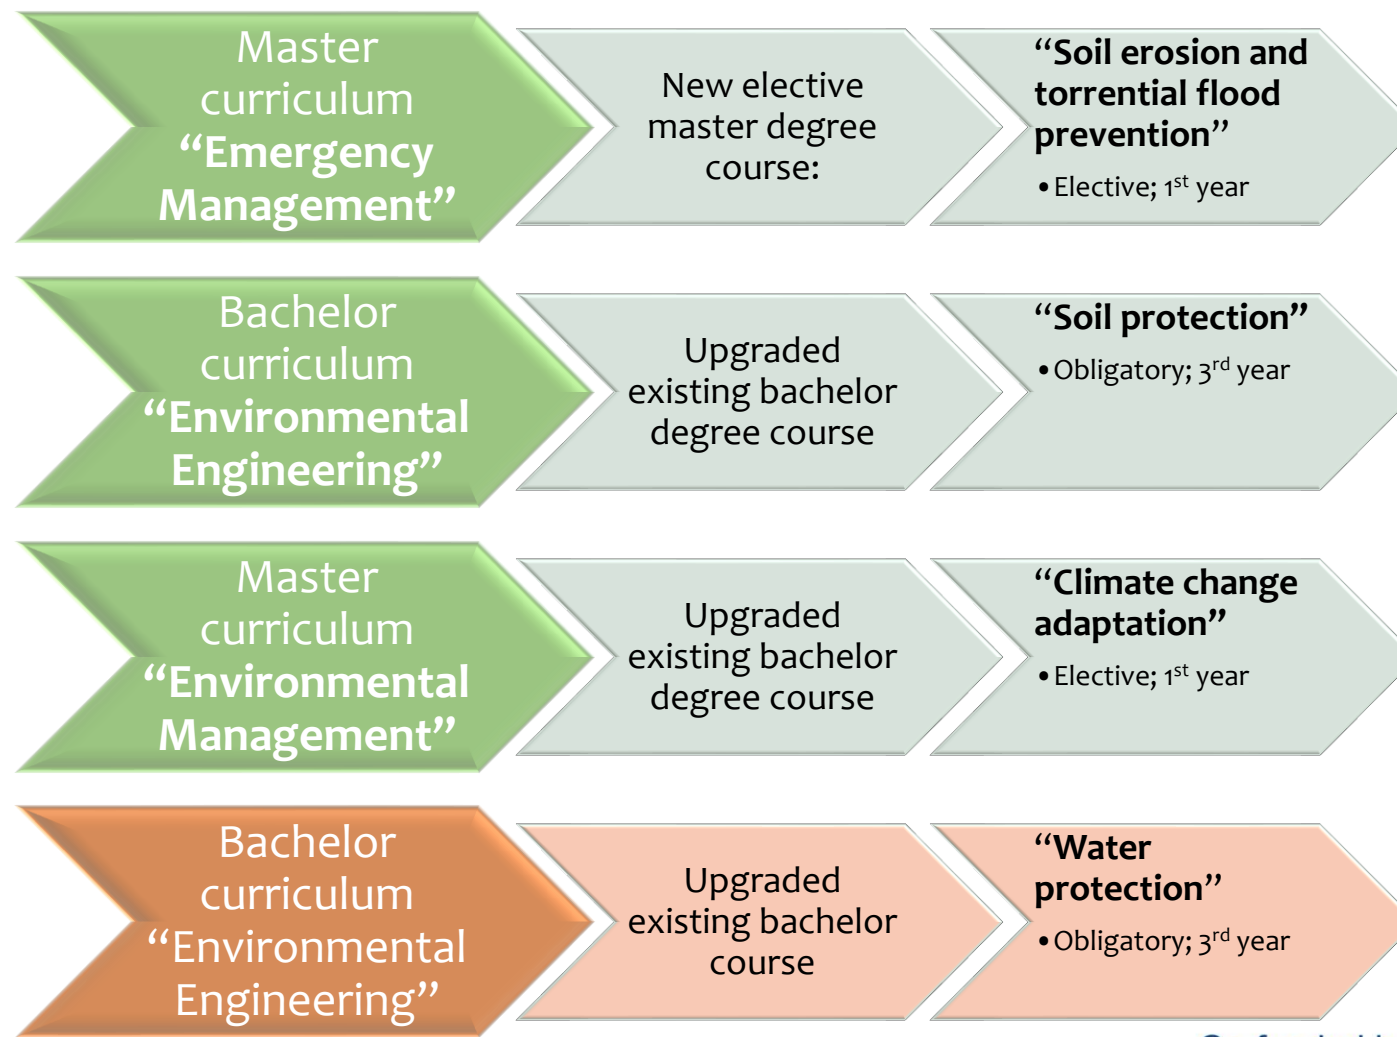 Master
curriculum
“Emergency
Management”
New elective
master degree
course:
“Soil erosion and
torrential flood
prevention”
•Elective; 1st year
Bachelor
curriculum
“Environmental
Engineering”
Upgraded
existing bachelor
degree course
“Soil protection”
•Obligatory; 3rd year
Master
curriculum
“Environmental
Management”
Upgraded
existing bachelor
degree course
“Climate change
adaptation”
•Elective; 1st year
Bachelor
curriculum
“Environmental
Engineering”
Upgraded
existing bachelor
course
“Water
protection”
•Obligatory; 3rd year